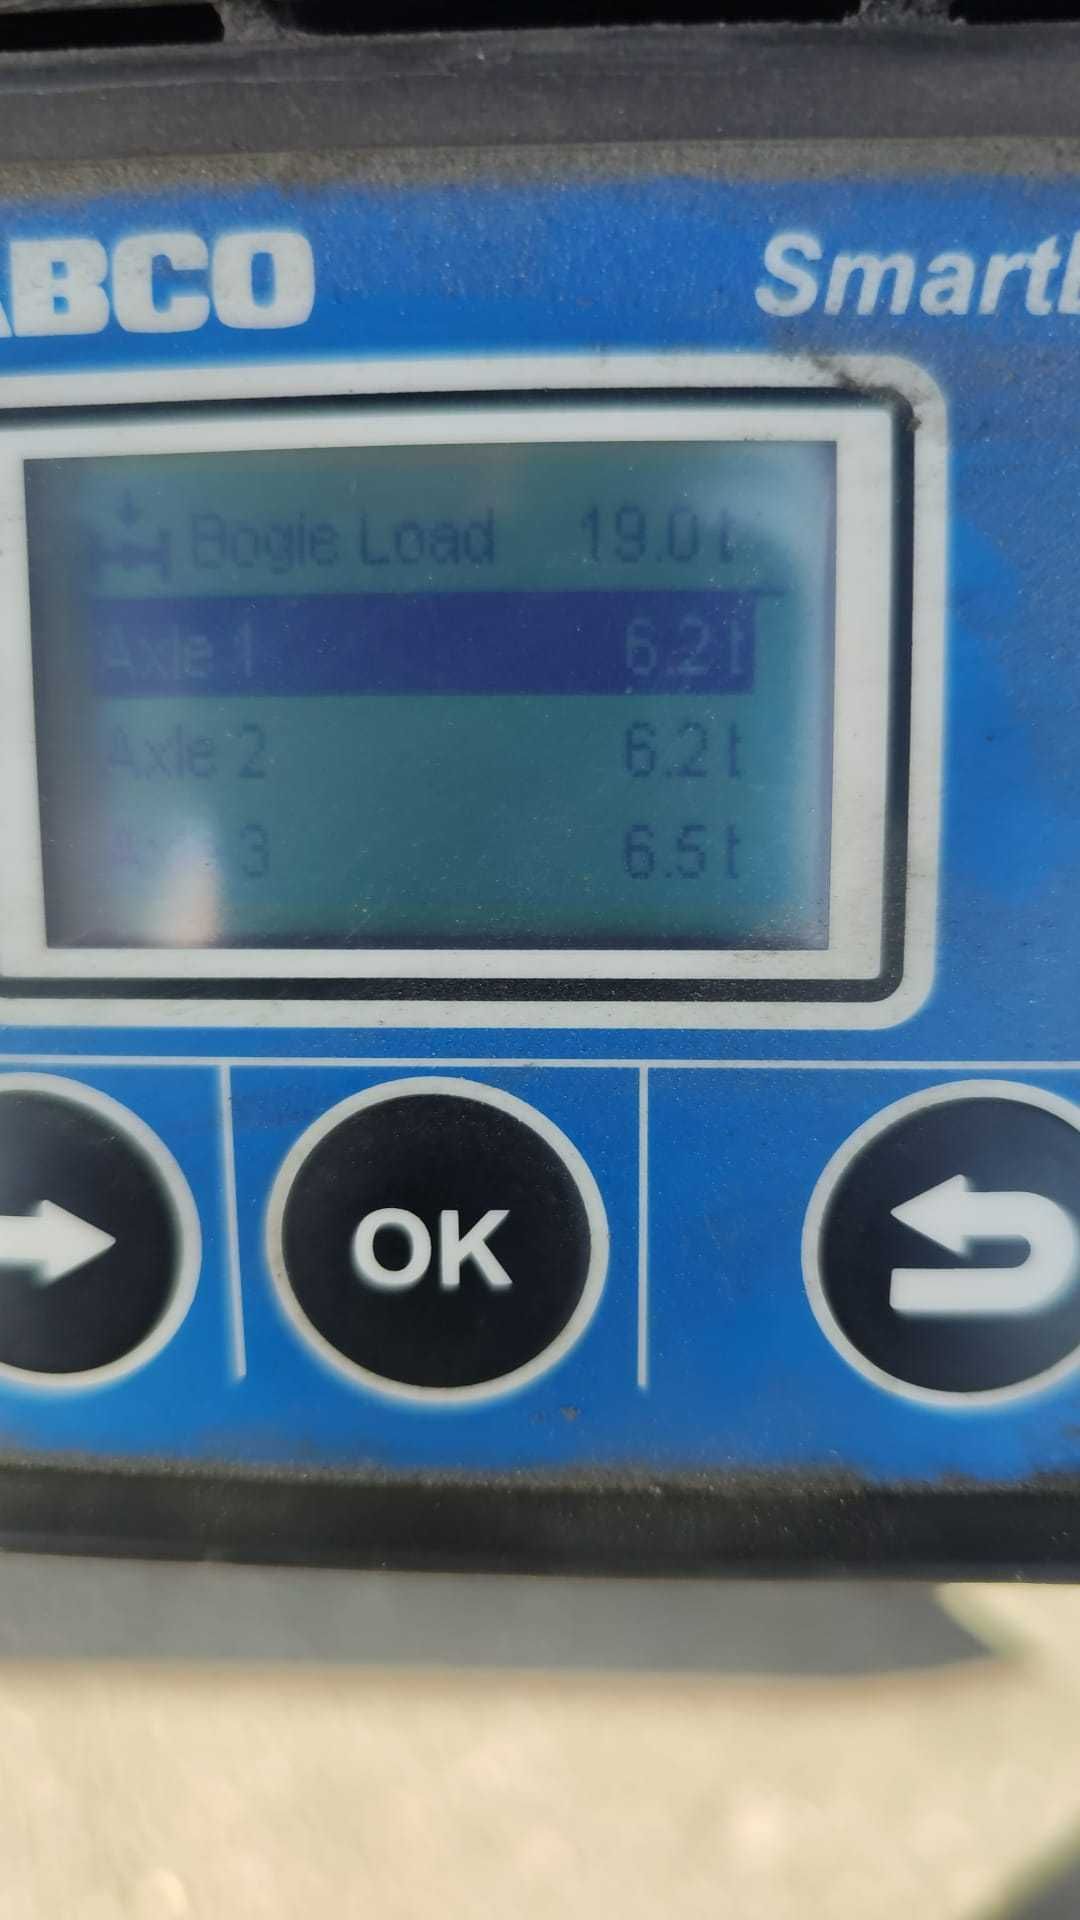 ABCO
Smart
Bogie Load 19.0 t
Axle 1 6.2 t
Axle 2 6.2 t
3 6.5 t
OK